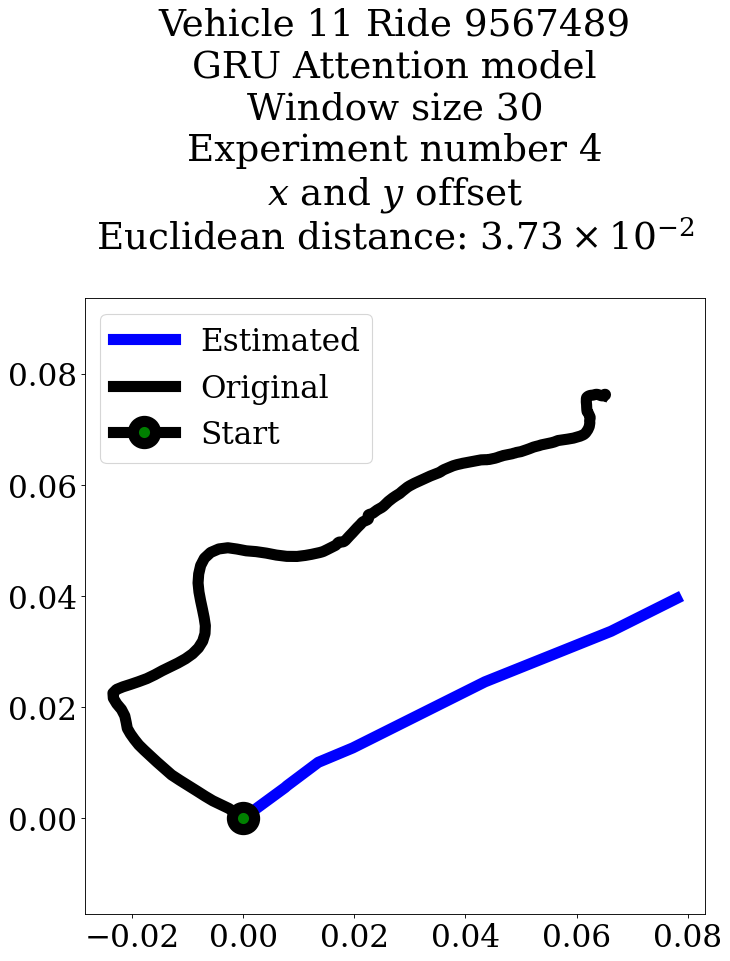 Vehicle 11 Ride 9567489
GRU Attention model
Window size 30
Experiment number 4
x and y offset
Euclidean distance: 3.73 × 10⁻²
Estimated
Original
Start
0.08
0.06
0.04
0.02
0.00
−0.02 0.00 0.02 0.04 0.06 0.08